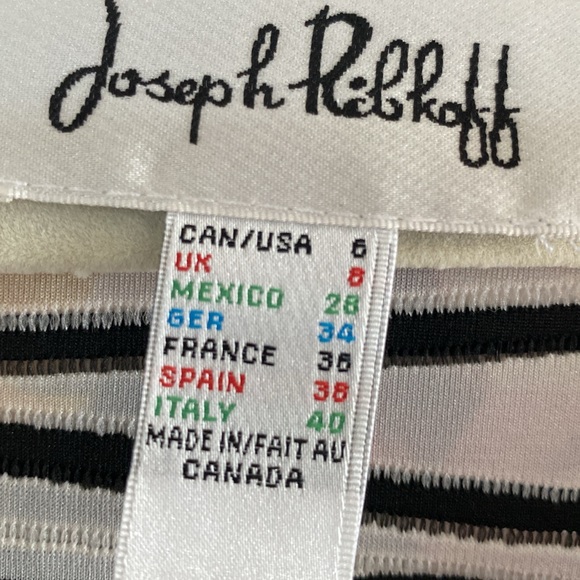 Joseph Ribkoff
CAN/USA 6
UK 8
MEXICO 28
GER 34
FRANCE 36
SPAIN 38
ITALY 40
MADE IN/FAIT AU
CANADA